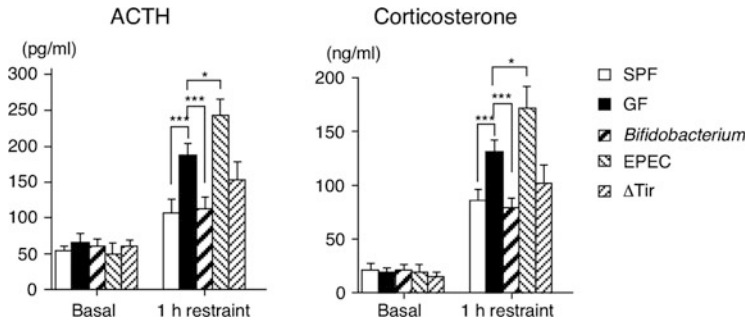 ACTH
(pg/ml)
300
250
200
150
100
50
0
*
***
***
Basal
1 h restraint
Corticosterone
(ng/ml)
200
150
100
50
0
*
***
***
Basal
1 h restraint
SPF
GF
Bifidobacterium
EPEC
ΔTir